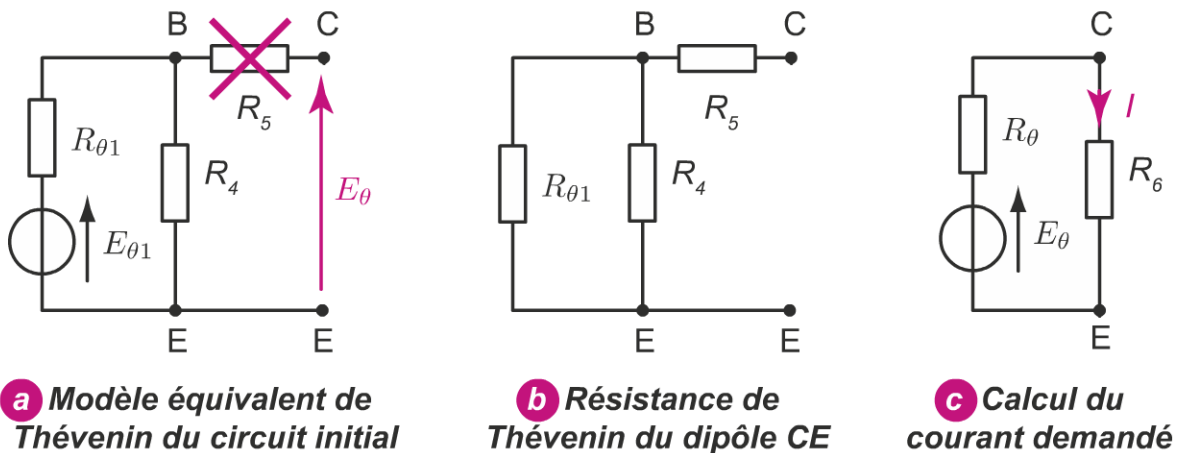 B C
R5
Rθ1
R4
Eθ
Eθ1
E E
a Modèle équivalent de
Thévenin du circuit initial
B C
R5
Rθ1
R4
E E
b Résistance de
Thévenin du dipôle CE
C
I
Rθ
R6
Eθ
E
c Calcul du
courant demandé